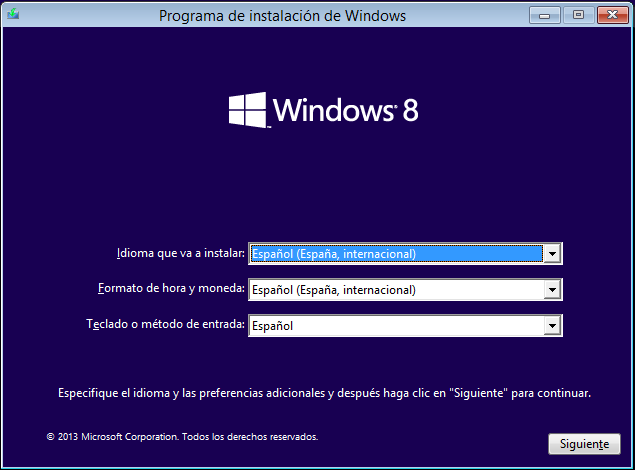 Programa de instalación de Windows
Windows® 8
Idioma que va a instalar: Español (España, internacional)
Formato de hora y moneda: Español (España, internacional)
Teclado o método de entrada: Español
Especifique el idioma y las preferencias adicionales y después haga clic en "Siguiente" para continuar.
© 2013 Microsoft Corporation. Todos los derechos reservados.
Siguiente